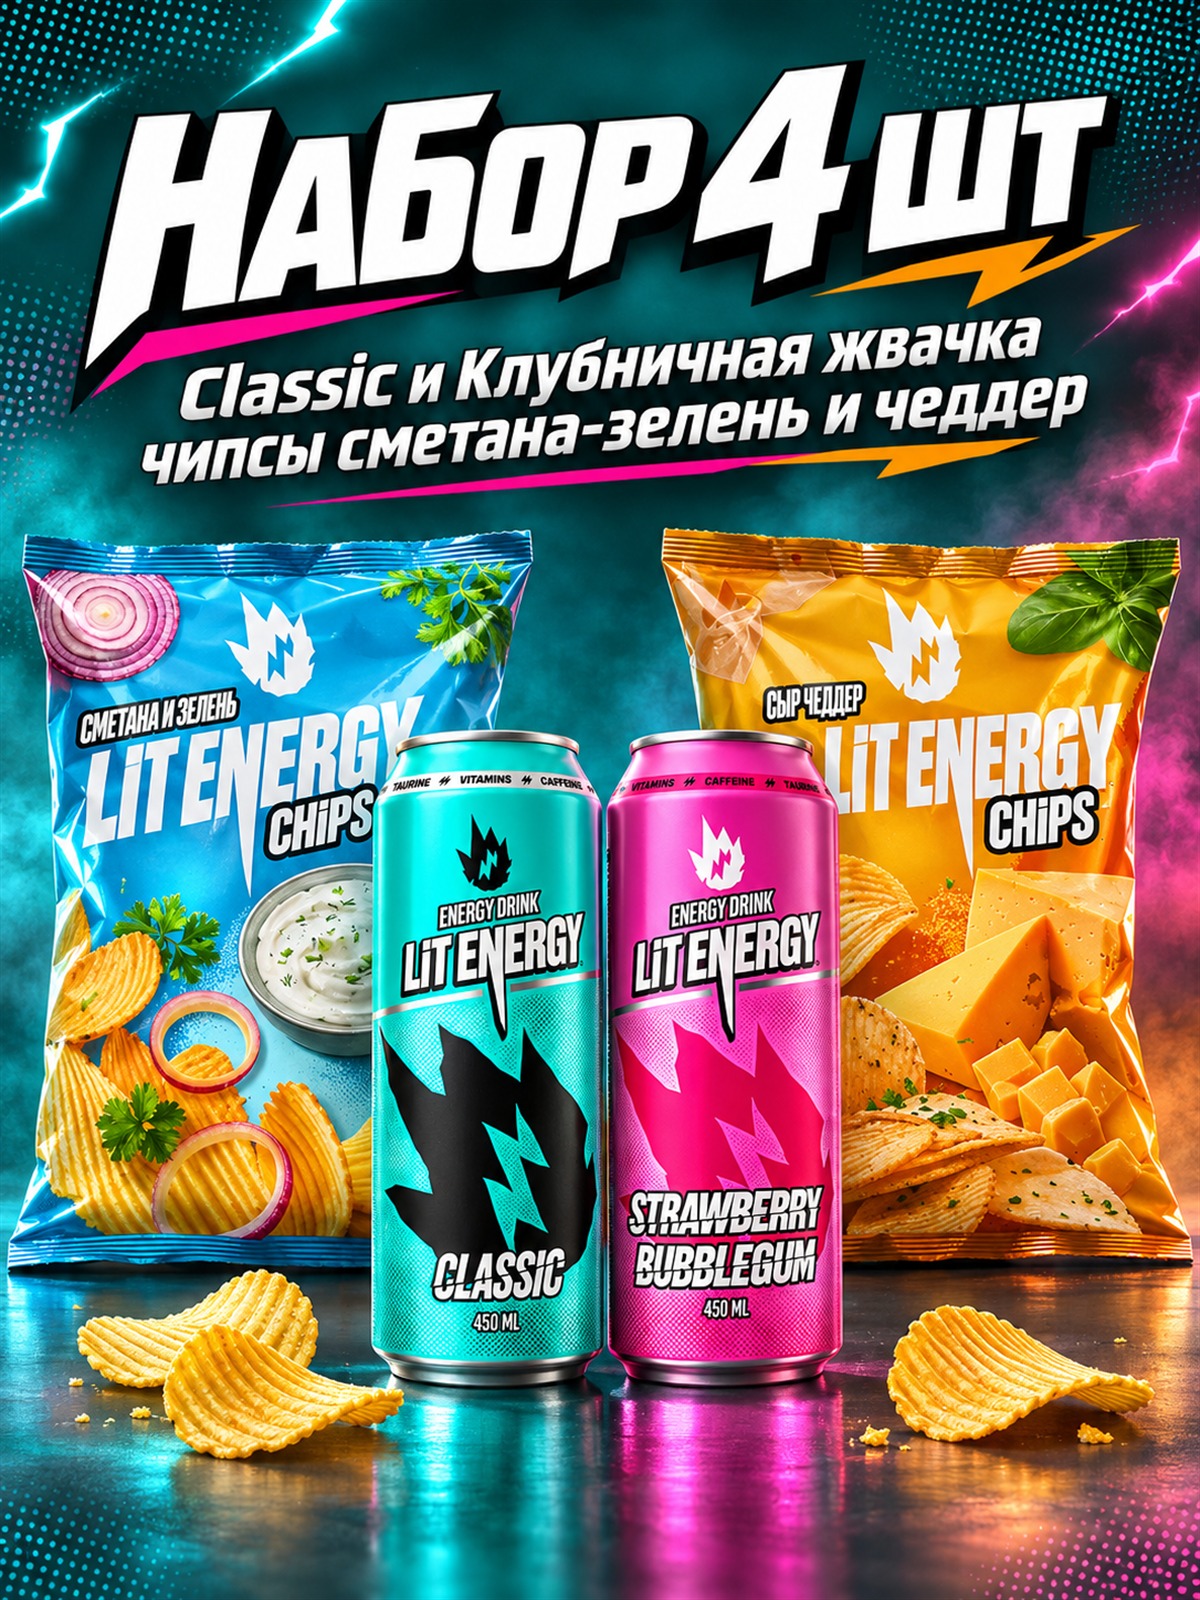 НАБОР 4 ШТ
Classic и Клубничная жвачка
чипсы сметана-зелень и чеддер
СМЕТАНА И ЗЕЛЕНЬ
LiT ENERGY
CHiPS
СЫР ЧЕДДЕР
LiT ENERGY
CHiPS
TAURINE VITAMINS CAFFEINE
ENERGY DRINK
LiT ENERGY
CLASSIC
450 ML
VITAMINS CAFFEINE TAURINE
ENERGY DRINK
LiT ENERGY
STRAWBERRY
BUBBLEGUM
450 ML